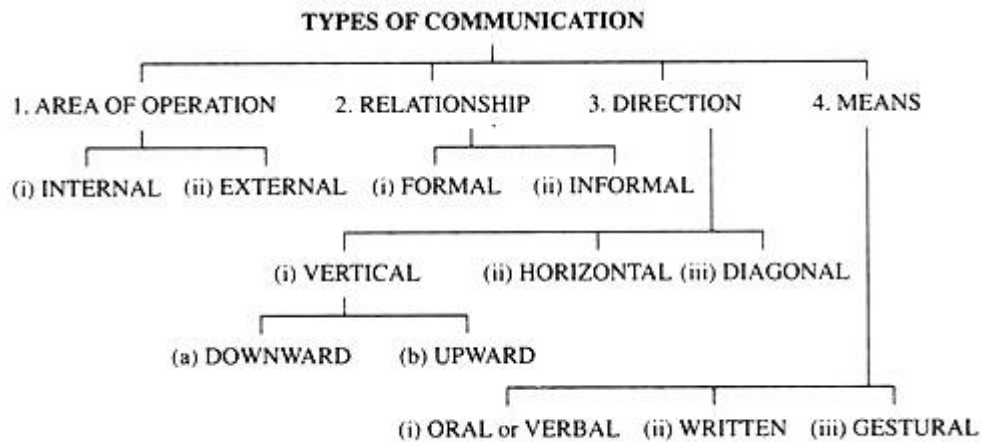 TYPES OF COMMUNICATION
1. AREA OF OPERATION 2. RELATIONSHIP 3. DIRECTION 4. MEANS
(i) INTERNAL (ii) EXTERNAL (i) FORMAL (ii) INFORMAL
(i) VERTICAL (ii) HORIZONTAL (iii) DIAGONAL
(a) DOWNWARD (b) UPWARD
(i) ORAL or VERBAL (ii) WRITTEN (iii) GESTURAL